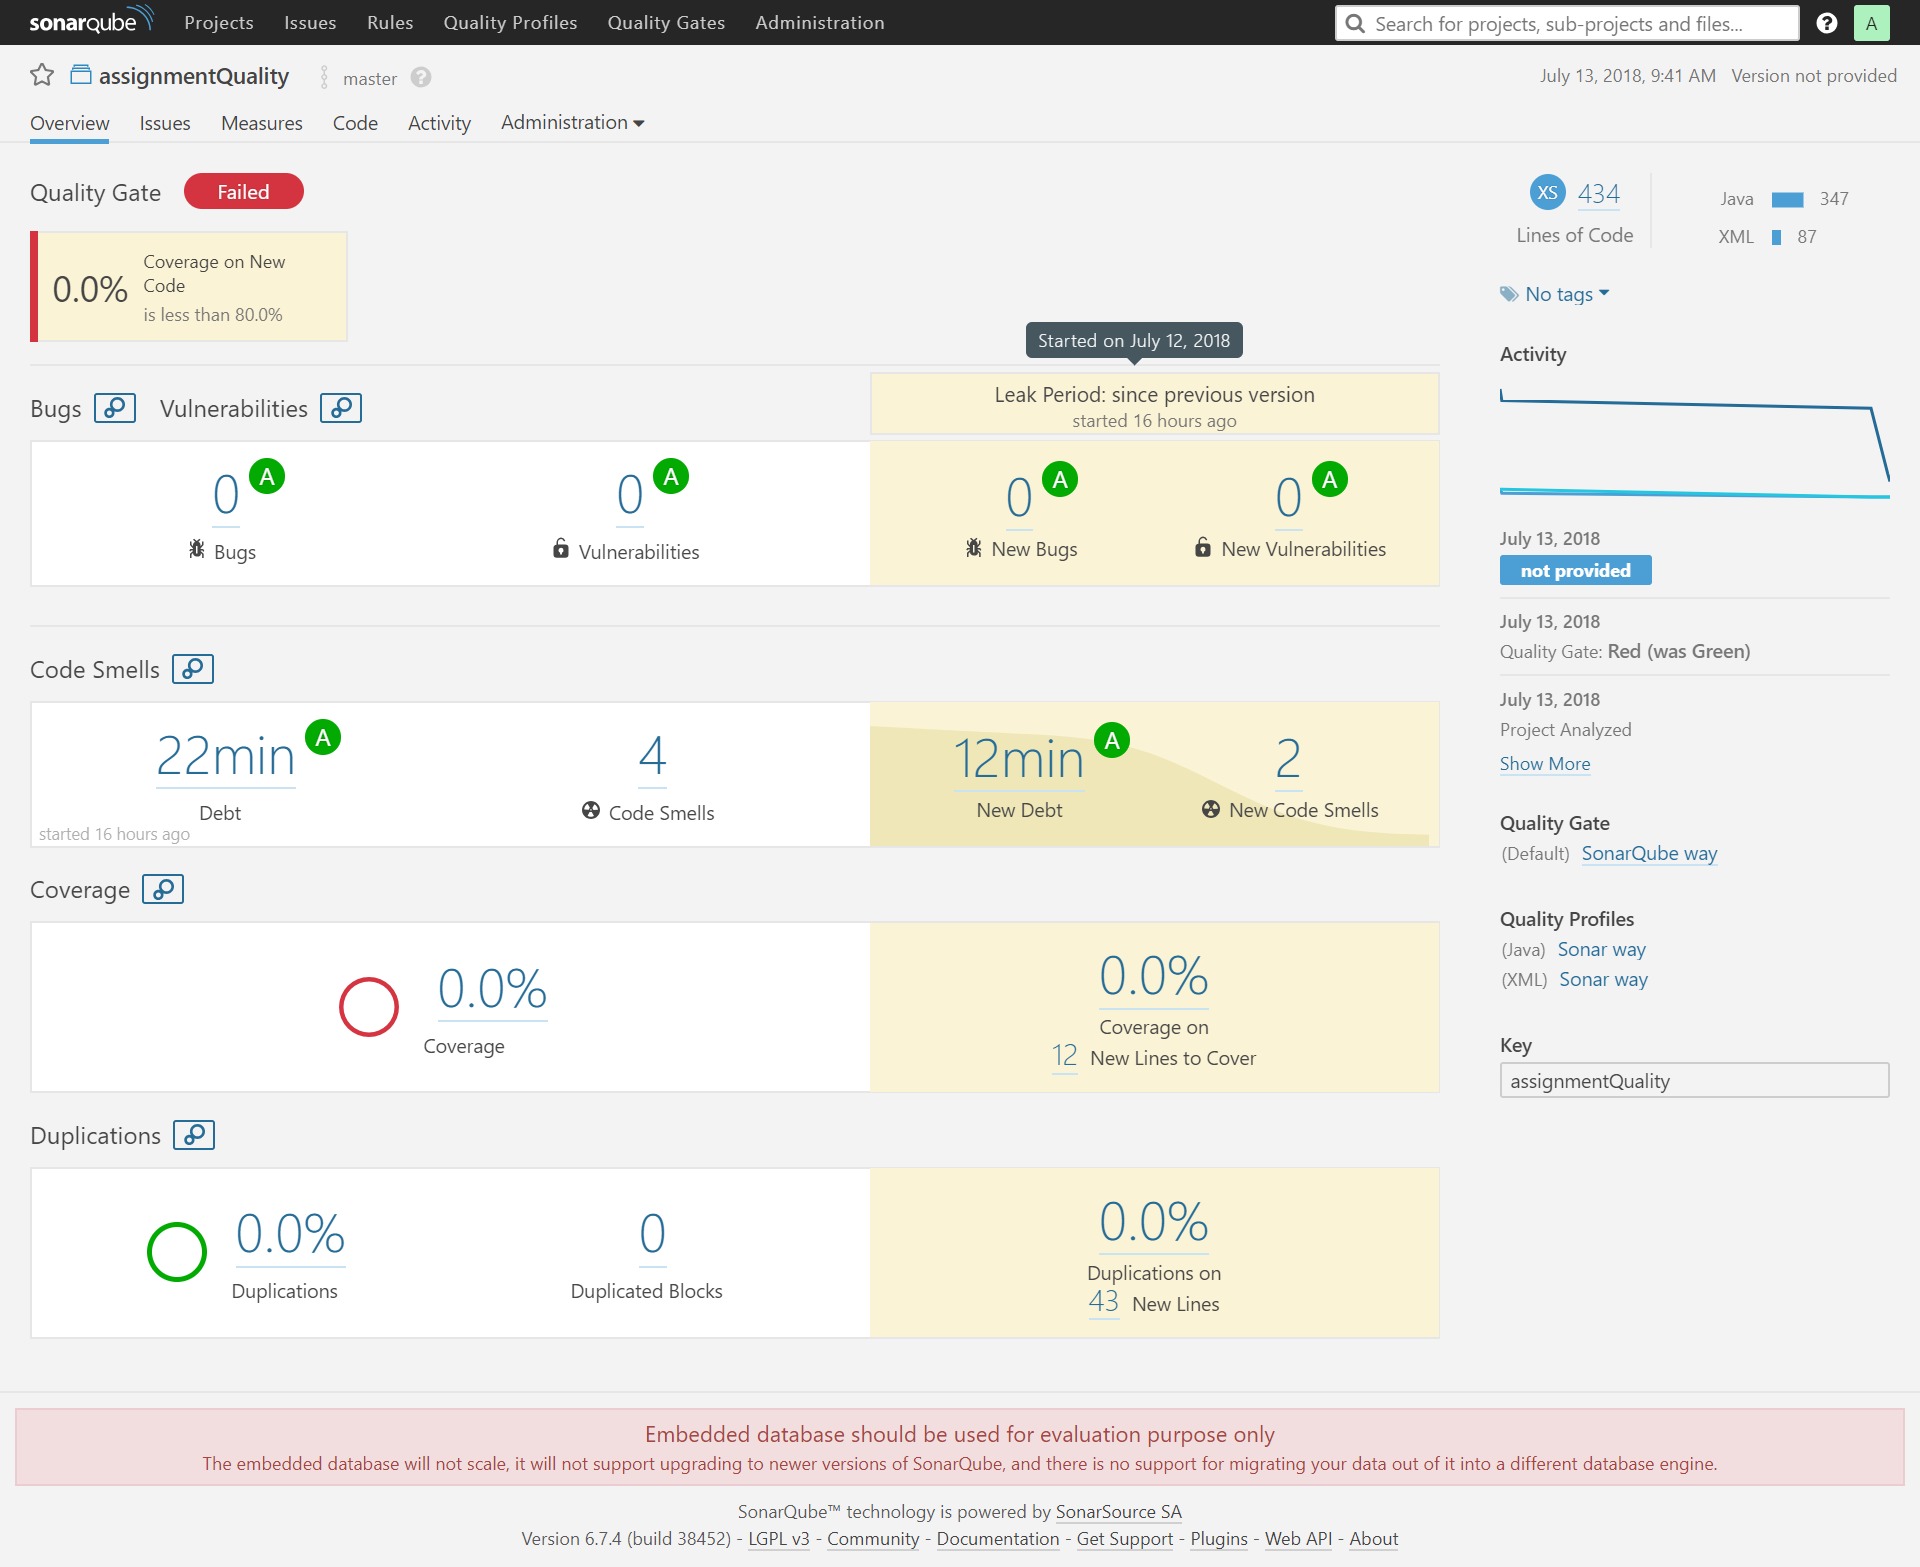 sonarqube Projects Issues Rules Quality Profiles Quality Gates Administration Search for projects, sub-projects and files... ? A
assignmentQuality master ? July 13, 2018, 9:41 AM Version not provided
Overview Issues Measures Code Activity Administration
Quality Gate Failed
0.0% Coverage on New
Code
is less than 80.0%
Started on July 12, 2018
Bugs Vulnerabilities
Leak Period: since previous version
started 16 hours ago
0 A
Bugs
0 A
Vulnerabilities
0 A
New Bugs
0 A
New Vulnerabilities
Code Smells
22min A
Debt
started 16 hours ago
4
Code Smells
12min A
New Debt
2
New Code Smells
Coverage
0.0%
Coverage
0.0%
Coverage on
12 New Lines to Cover
Duplications
0.0%
Duplications
0
Duplicated Blocks
0.0%
Duplications on
43 New Lines
XS 434
Lines of Code
Java 347
XML 87
No tags
Activity
July 13, 2018
not provided
July 13, 2018
Quality Gate: Red (was Green)
July 13, 2018
Project Analyzed
Show More
Quality Gate
(Default) SonarQube way
Quality Profiles
(Java) Sonar way
(XML) Sonar way
Key
assignmentQuality
Embedded database should be used for evaluation purpose only
The embedded database will not scale, it will not support upgrading to newer versions of SonarQube, and there is no support for migrating your data out of it into a different database engine.
SonarQube™ technology is powered by SonarSource SA
Version 6.7.4 (build 38452) - LGPL v3 - Community - Documentation - Get Support - Plugins - Web API - About